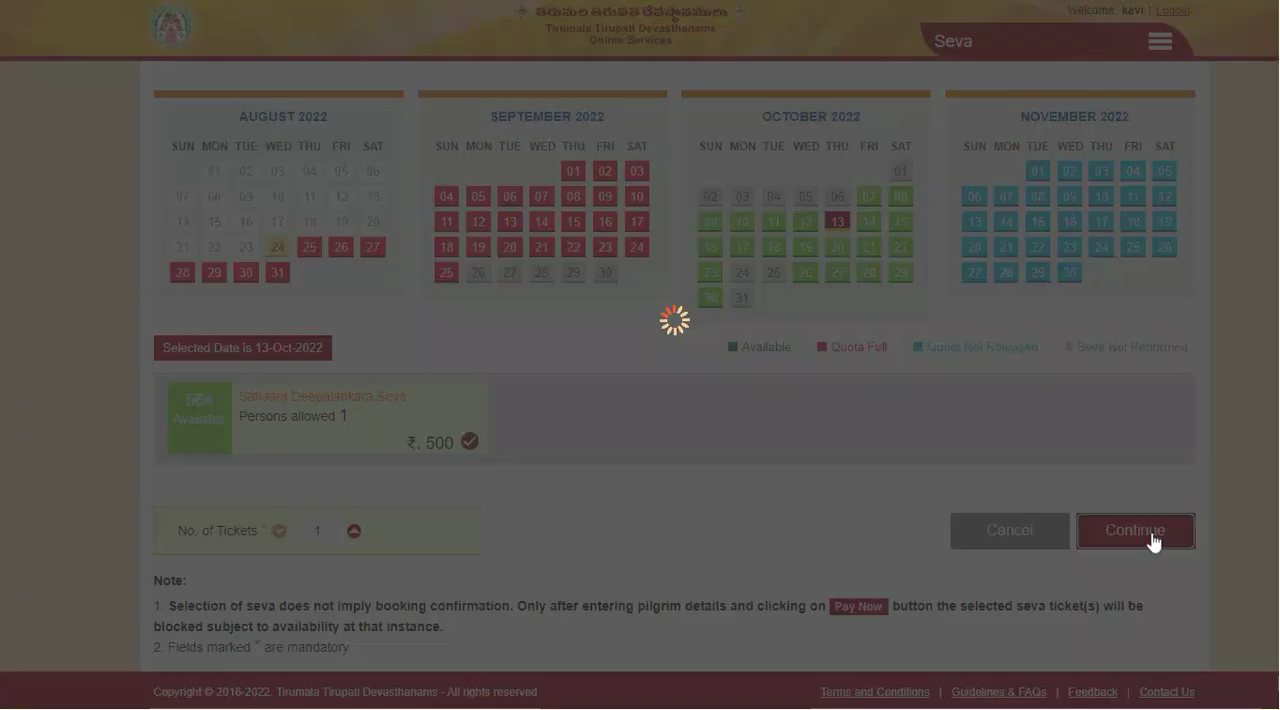 తిరుమల తిరుపతి దేవస్థానములు
Tirumala Tirupati Devasthanams
Online Services
Welcome, kavi | Logout
Seva
AUGUST 2022
SUN MON TUE WED THU FRI SAT
01 02 03 04 05 06
07 08 09 10 11 12 13
14 15 16 17 18 19 20
21 22 23 24 25 26 27
28 29 30 31
SEPTEMBER 2022
SUN MON TUE WED THU FRI SAT
01 02 03
04 05 06 07 08 09 10
11 12 13 14 15 16 17
18 19 20 21 22 23 24
25 26 27 28 29 30
OCTOBER 2022
SUN MON TUE WED THU FRI SAT
01
02 03 04 05 06 07 08
09 10 11 12 13 14 15
16 17 18 19 20 21 22
23 24 25 26 27 28 29
30 31
NOVEMBER 2022
SUN MON TUE WED THU FRI SAT
01 02 03 04 05
06 07 08 09 10 11 12
13 14 15 16 17 18 19
20 21 22 23 24 25 26
27 28 29 30
Selected Date is 13-Oct-2022
Available Quota Full Quota Not Released Seva Not Performed
Available
Sahasra Deepalankara Seva
Persons allowed 1
₹. 500
No. of Tickets * 1
Cancel Continue
Note:
1. Selection of seva does not imply booking confirmation. Only after entering pilgrim details and clicking on Pay Now button the selected seva ticket(s) will be
blocked subject to availability at that instance.
2. Fields marked * are mandatory
Copyright © 2016-2022. Tirumala Tirupati Devasthanams - All rights reserved
Terms and Conditions | Guidelines & FAQs | Feedback | Contact Us